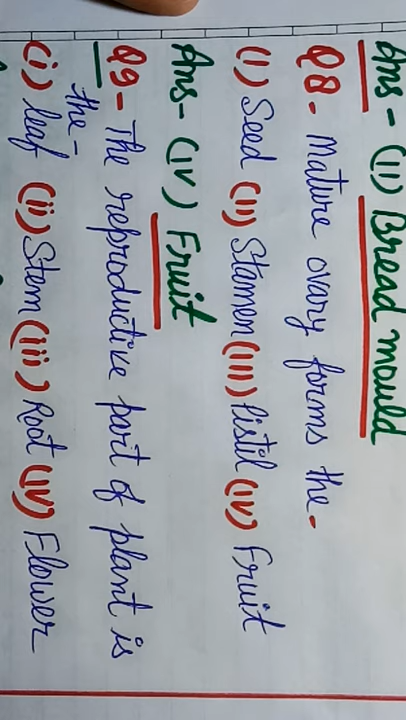 Ans - (ii) Bread mould
Q8 - Mature ovary forms the -
(i) Seed (ii) Stamen (iii) Pistil (iv) Fruit
Ans - (iv) Fruit
Q9 - The reproductive part of plant is
the -
(i) leaf (ii) Stem (iii) Root (iv) Flower